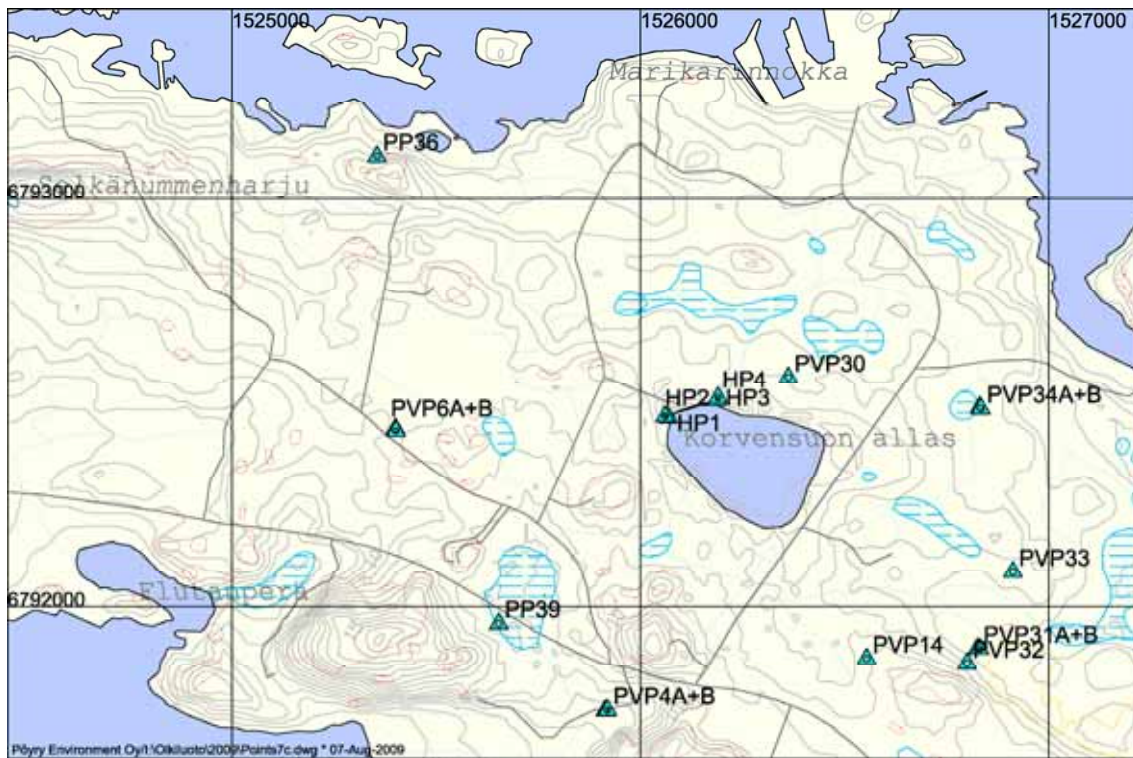 1525000
1526000
1527000
Marikarinnokka
PP36
Selkänummenharju
6793000
PVP30
HP4
HP2
HP3
HP1
PVP6A+B
PVP34A+B
Korvensuon allas
PVP33
Flutanperä
6792000
PP39
PVP31A+B
PVP14
PVP32
PVP4A+B
Pöyry Environment Oy/I:\Olkiluoto\2009\Points7c.dwg * 07-Aug-2009